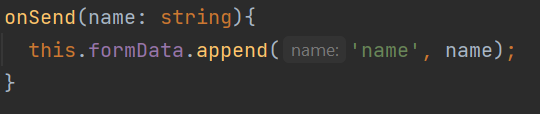 onSend(name: string){
this.formData.append( name: 'name', name);
}